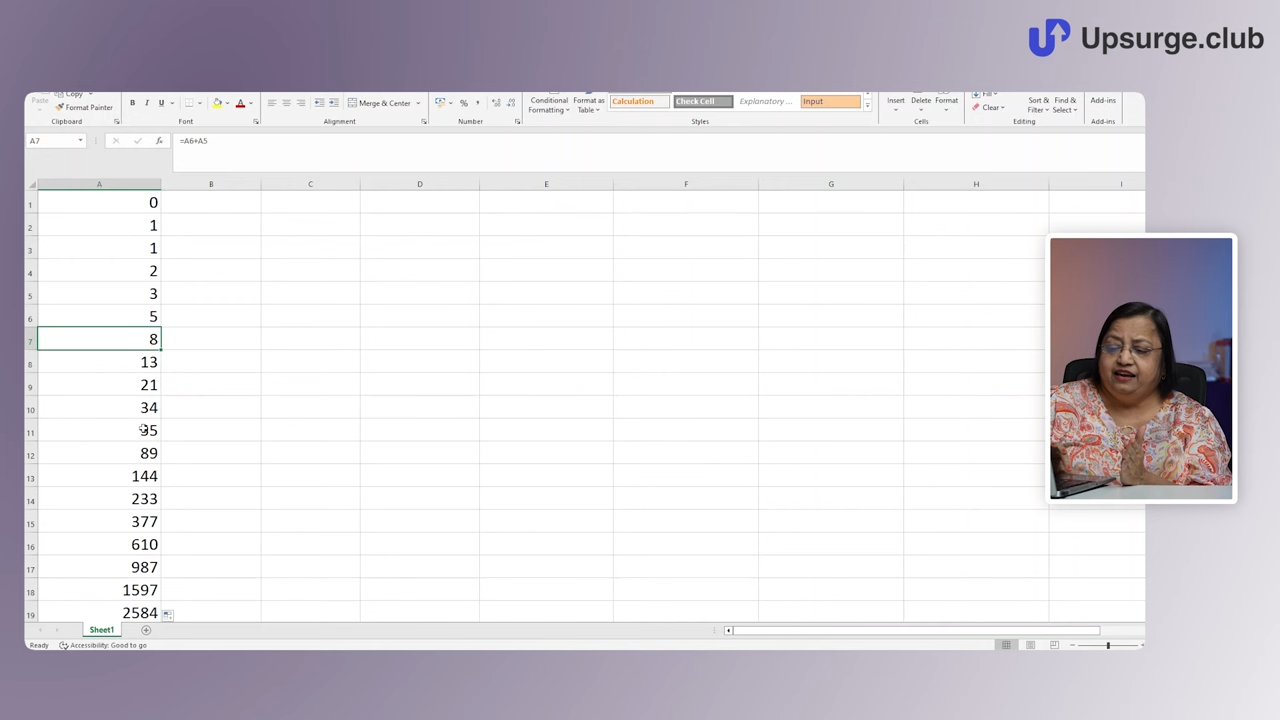 Upsurge.club
Paste
Copy
Format Painter
Clipboard
B I U
Font
Merge & Center
Alignment
%
Number
Conditional Formatting
Format as Table
Calculation
Check Cell
Explanatory ...
Input
Styles
Insert
Delete
Format
Cells
Fill
Clear
Sort & Filter
Find & Select
Editing
Add-ins
Add-ins
A7
fx
=A6+A5
A B C D E F G H I
1 0
2 1
3 1
4 2
5 3
6 5
7 8
8 13
9 21
10 34
11
12 89
13 144
14 233
15 377
16 610
17 987
18 1597
19 2584
Sheet1
Ready
Accessibility: Good to go